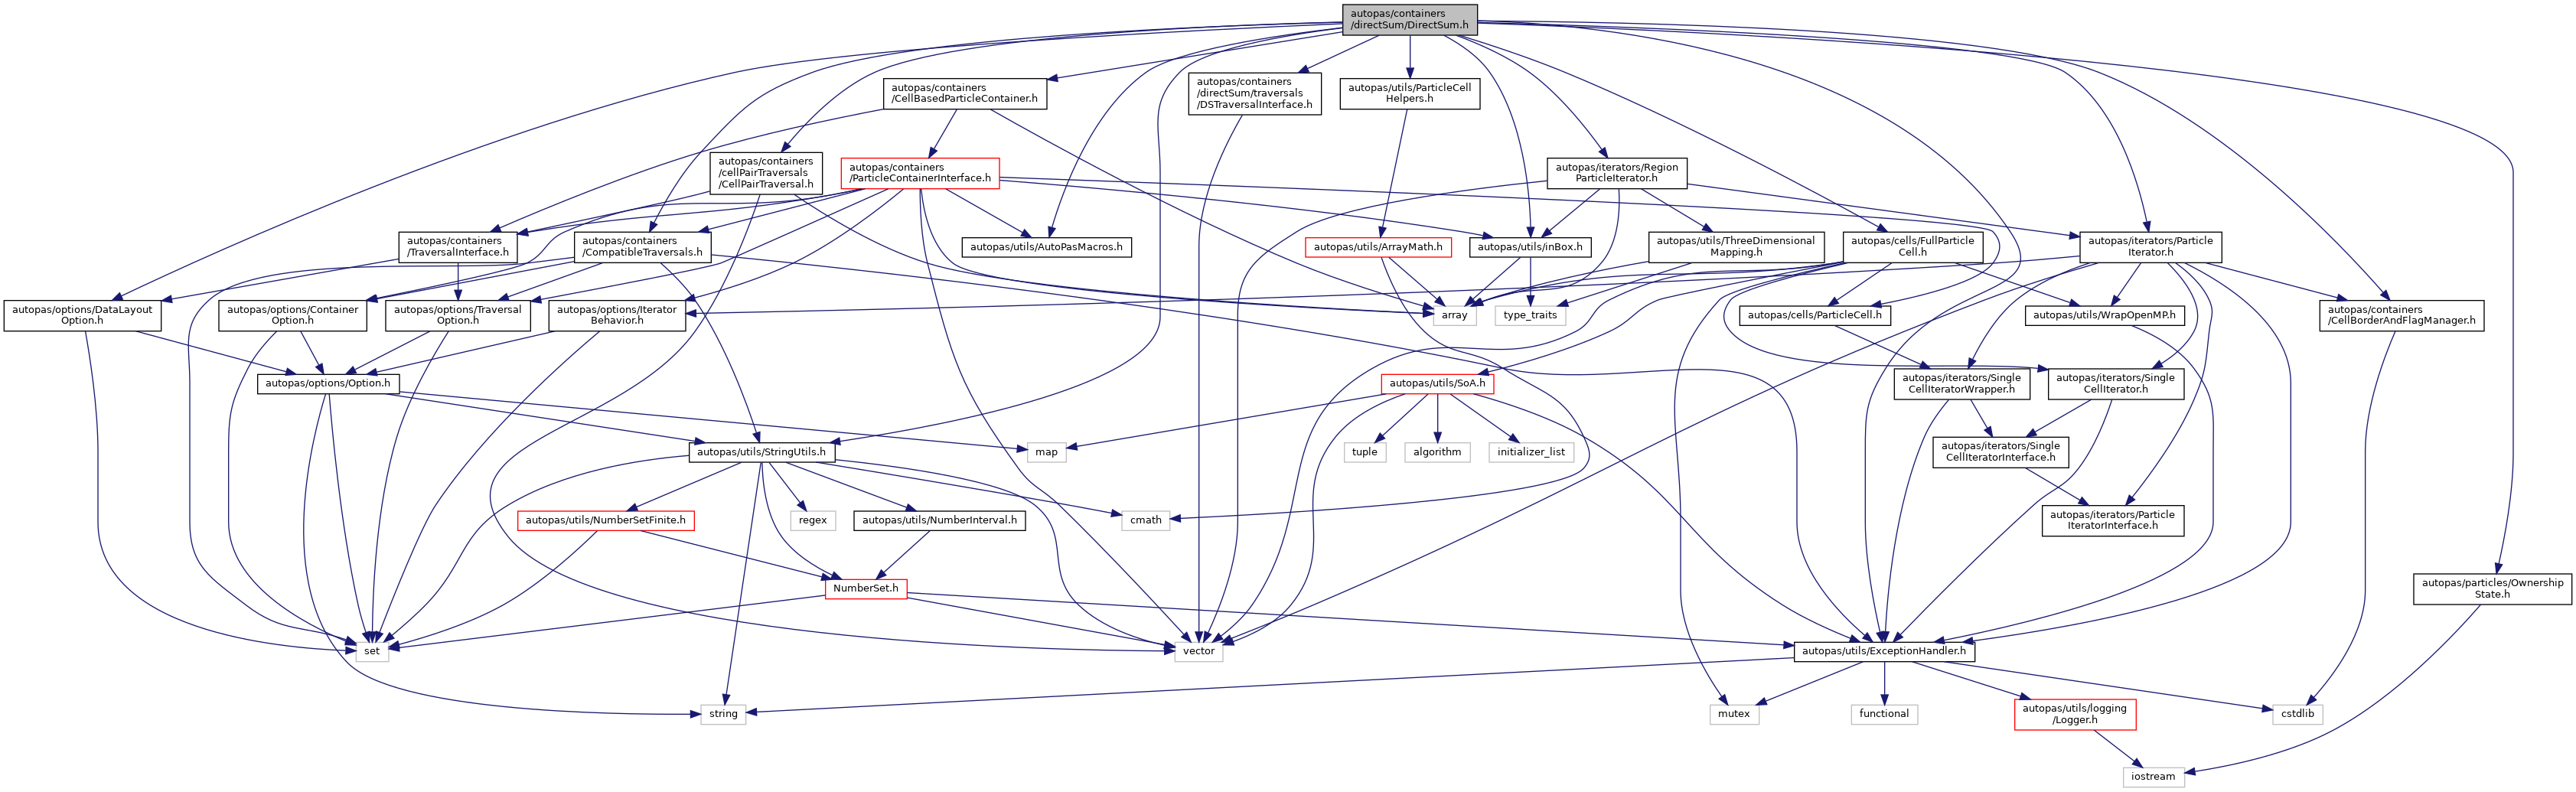 autopas/containers
/directSum/DirectSum.h
autopas/containers
/CellBasedParticleContainer.h
autopas/containers
/directSum/traversals
/DSTraversalInterface.h
autopas/utils/ParticleCell
Helpers.h
autopas/containers
/cellPairTraversals
/CellPairTraversal.h
autopas/containers
/ParticleContainerInterface.h
autopas/iterators/Region
ParticleIterator.h
autopas/containers
/TraversalInterface.h
autopas/containers
/CompatibleTraversals.h
autopas/utils/AutoPasMacros.h
autopas/utils/ArrayMath.h
autopas/utils/inBox.h
autopas/utils/ThreeDimensional
Mapping.h
autopas/cells/FullParticle
Cell.h
autopas/iterators/Particle
Iterator.h
autopas/options/DataLayout
Option.h
autopas/options/Container
Option.h
autopas/options/Traversal
Option.h
autopas/options/Iterator
Behavior.h
array
type_traits
autopas/cells/ParticleCell.h
autopas/utils/WrapOpenMP.h
autopas/containers
/CellBorderAndFlagManager.h
autopas/options/Option.h
autopas/utils/SoA.h
autopas/iterators/Single
CellIteratorWrapper.h
autopas/iterators/Single
CellIterator.h
autopas/utils/StringUtils.h
map
tuple
algorithm
initializer_list
autopas/iterators/Single
CellIteratorInterface.h
autopas/utils/NumberSetFinite.h
regex
autopas/utils/NumberInterval.h
cmath
autopas/iterators/Particle
IteratorInterface.h
NumberSet.h
autopas/particles/Ownership
State.h
set
vector
autopas/utils/ExceptionHandler.h
string
mutex
functional
autopas/utils/logging
/Logger.h
cstdlib
iostream